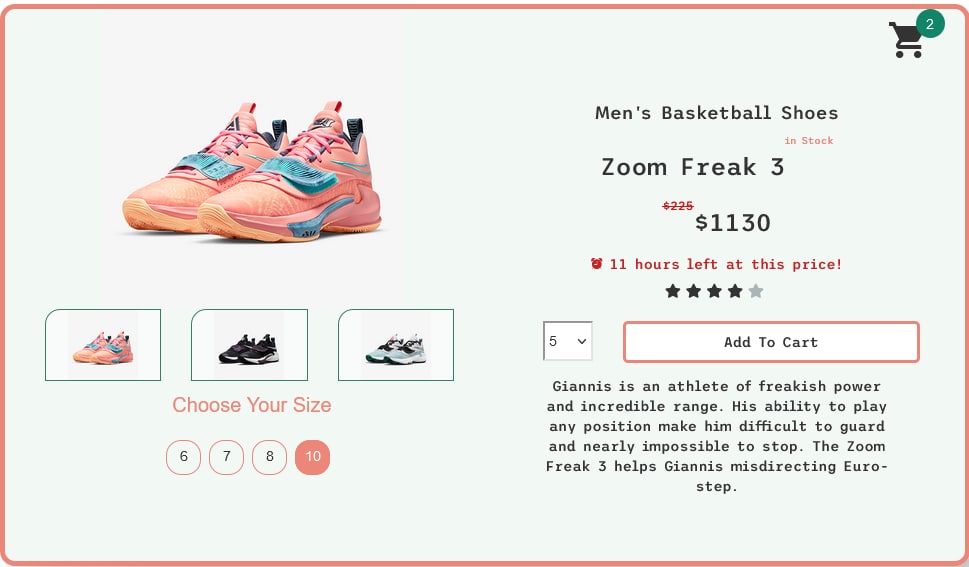 2
Men's Basketball Shoes
in Stock
Zoom Freak 3
$225
$1130
11 hours left at this price!
5
Add To Cart
Giannis is an athlete of freakish power
and incredible range. His ability to play
any position make him difficult to guard
and nearly impossible to stop. The Zoom
Freak 3 helps Giannis misdirecting Euro-
step.
Choose Your Size
6 7 8 10